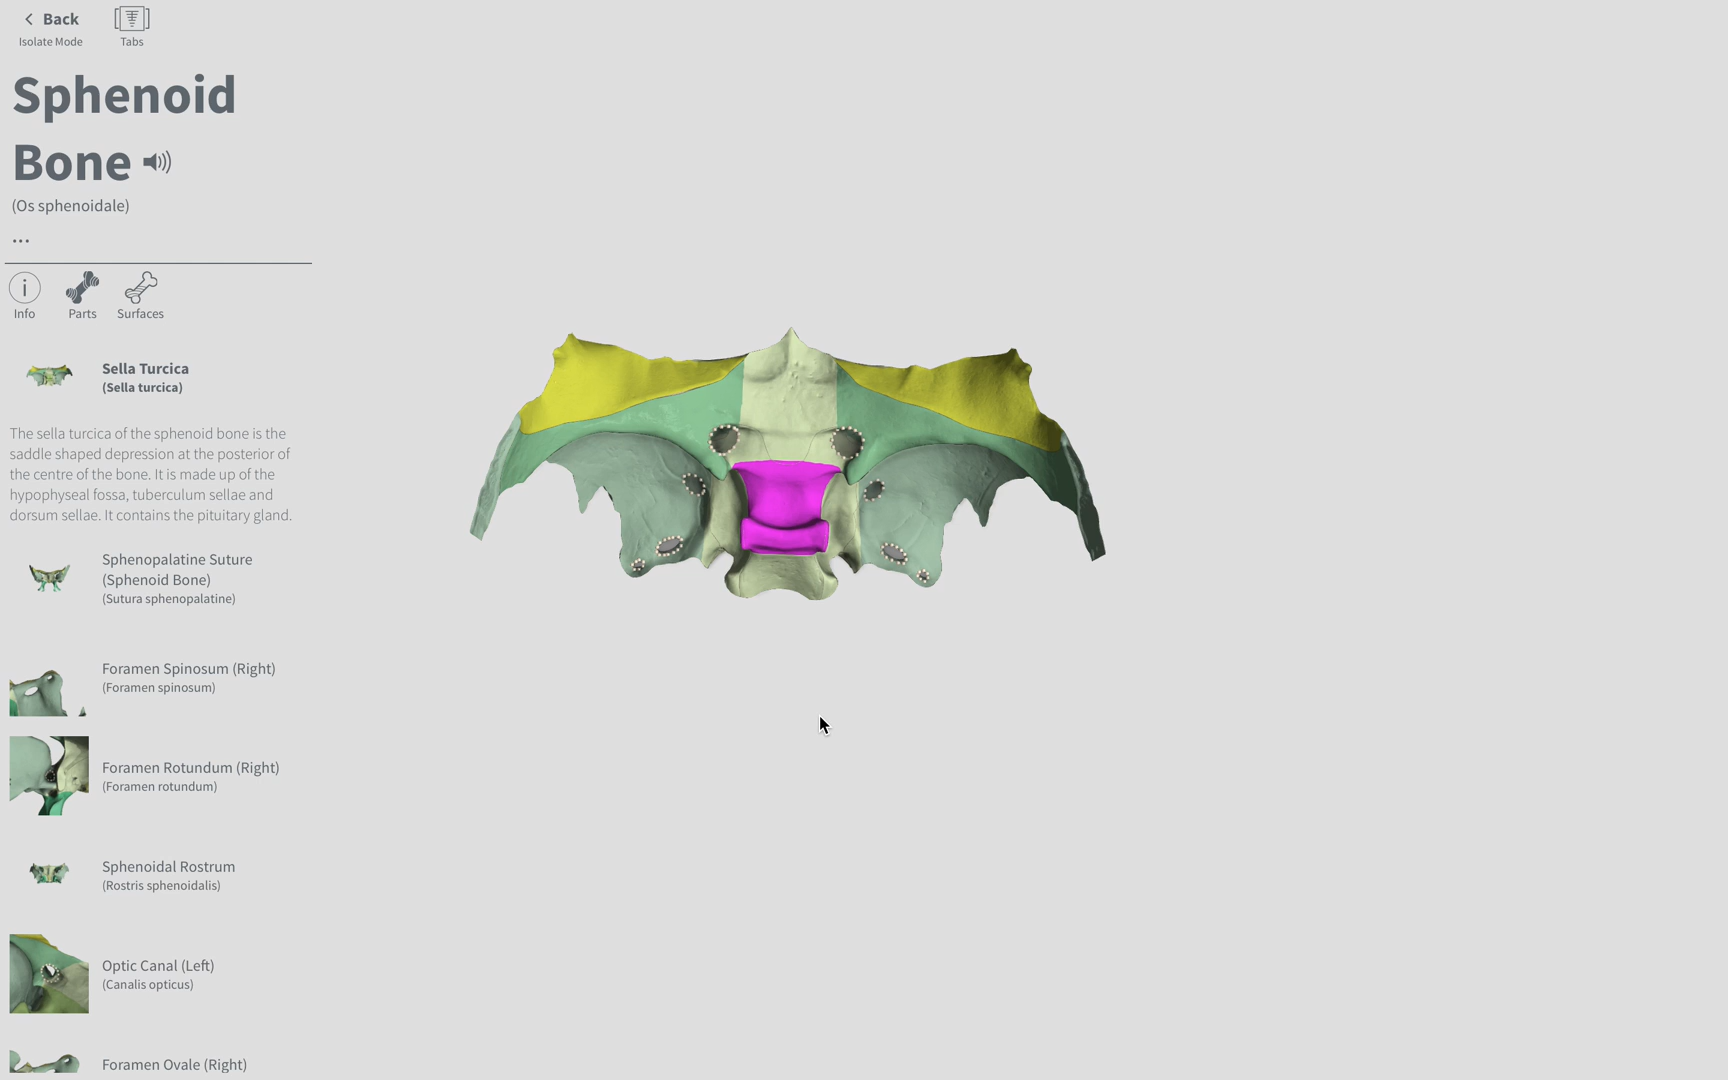 Back
Isolate Mode
Tabs
Sphenoid
Bone
(Os sphenoidale)
...
Info
Parts
Surfaces
Sella Turcica
(Sella turcica)
The sella turcica of the sphenoid bone is the
saddle shaped depression at the posterior of
the centre of the bone. It is made up of the
hypophyseal fossa, tuberculum sellae and
dorsum sellae. It contains the pituitary gland.
Sphenopalatine Suture
(Sphenoid Bone)
(Sutura sphenopalatine)
Foramen Spinosum (Right)
(Foramen spinosum)
Foramen Rotundum (Right)
(Foramen rotundum)
Sphenoidal Rostrum
(Rostris sphenoidalis)
Optic Canal (Left)
(Canalis opticus)
Foramen Ovale (Right)